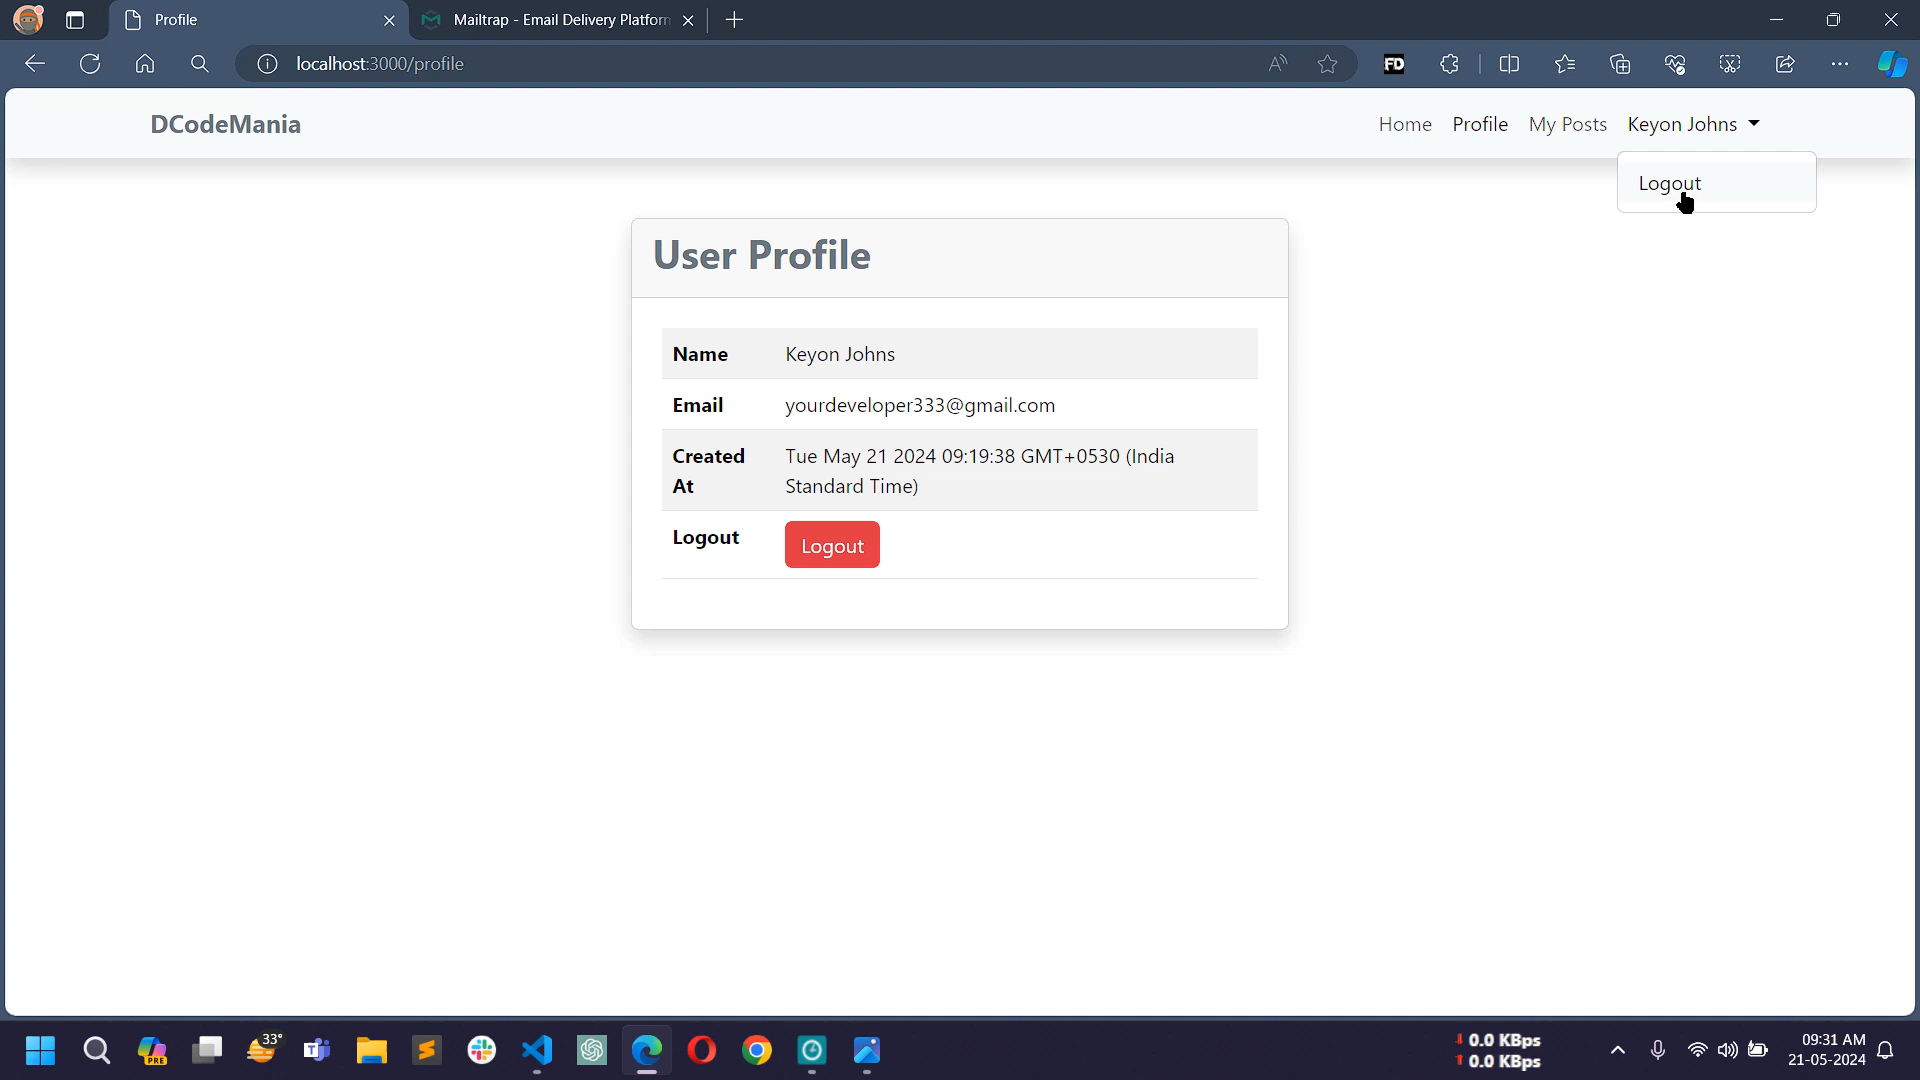 Profile
Mailtrap - Email Delivery Platform
localhost:3000/profile
A))
FD
DCodeMania
Home Profile My Posts Keyon Johns
Logout
User Profile
Name Keyon Johns
Email yourdeveloper333@gmail.com
Created At Tue May 21 2024 09:19:38 GMT+0530 (India
Standard Time)
Logout Logout
PRE
33°
0.0 KBps
0.0 KBps
09:31 AM
21-05-2024